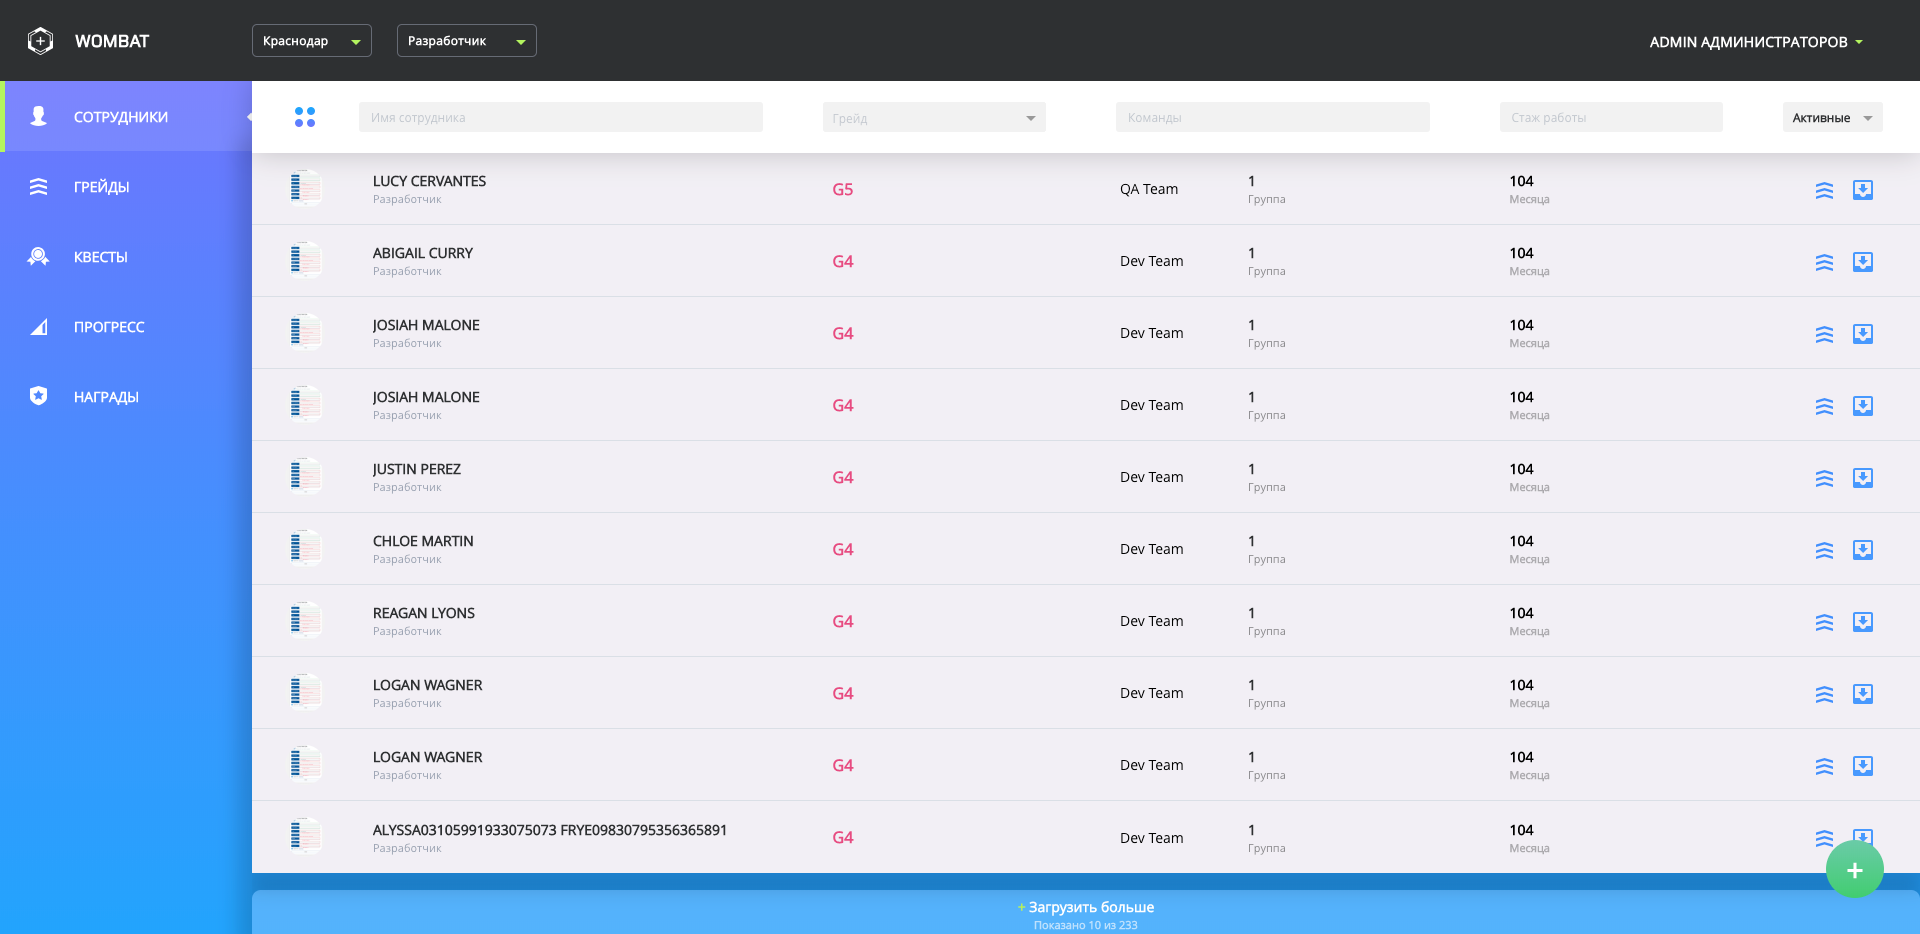 WOMBAT
Краснодар
Разработчик
ADMIN АДМИНИСТРАТОРОВ
СОТРУДНИКИ
ГРЕЙДЫ
КВЕСТЫ
ПРОГРЕСС
НАГРАДЫ
Имя сотрудника
Грейд
Команды
Стаж работы
Активные
LUCY CERVANTES
Разработчик
G5
QA Team
1
Группа
104
Месяца
ABIGAIL CURRY
Разработчик
G4
Dev Team
1
Группа
104
Месяца
JOSIAH MALONE
Разработчик
G4
Dev Team
1
Группа
104
Месяца
JOSIAH MALONE
Разработчик
G4
Dev Team
1
Группа
104
Месяца
JUSTIN PEREZ
Разработчик
G4
Dev Team
1
Группа
104
Месяца
CHLOE MARTIN
Разработчик
G4
Dev Team
1
Группа
104
Месяца
REAGAN LYONS
Разработчик
G4
Dev Team
1
Группа
104
Месяца
LOGAN WAGNER
Разработчик
G4
Dev Team
1
Группа
104
Месяца
LOGAN WAGNER
Разработчик
G4
Dev Team
1
Группа
104
Месяца
ALYSSA03105991933075073 FRYE09830795356365891
Разработчик
G4
Dev Team
1
Группа
104
Месяца
+ Загрузить больше
Показано 10 из 233